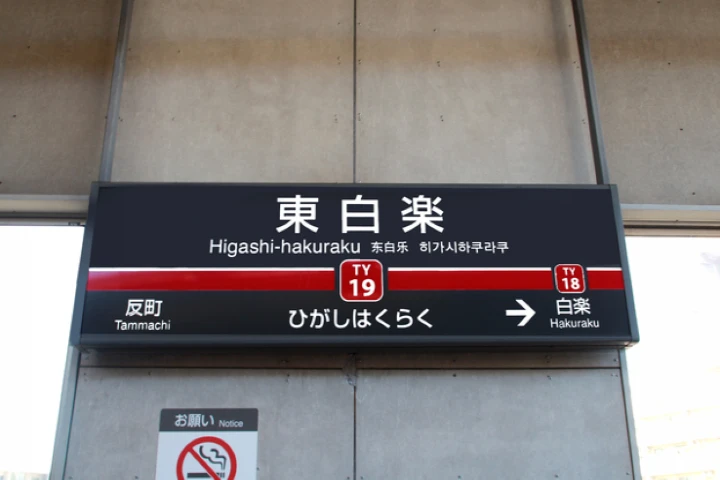 東白楽
Higashi-hakuraku 东白乐 히가시하쿠라쿠
TY
19
TY
18
反町
Tammachi
ひがしはくらく
→
白楽
Hakuraku
お願い Notice